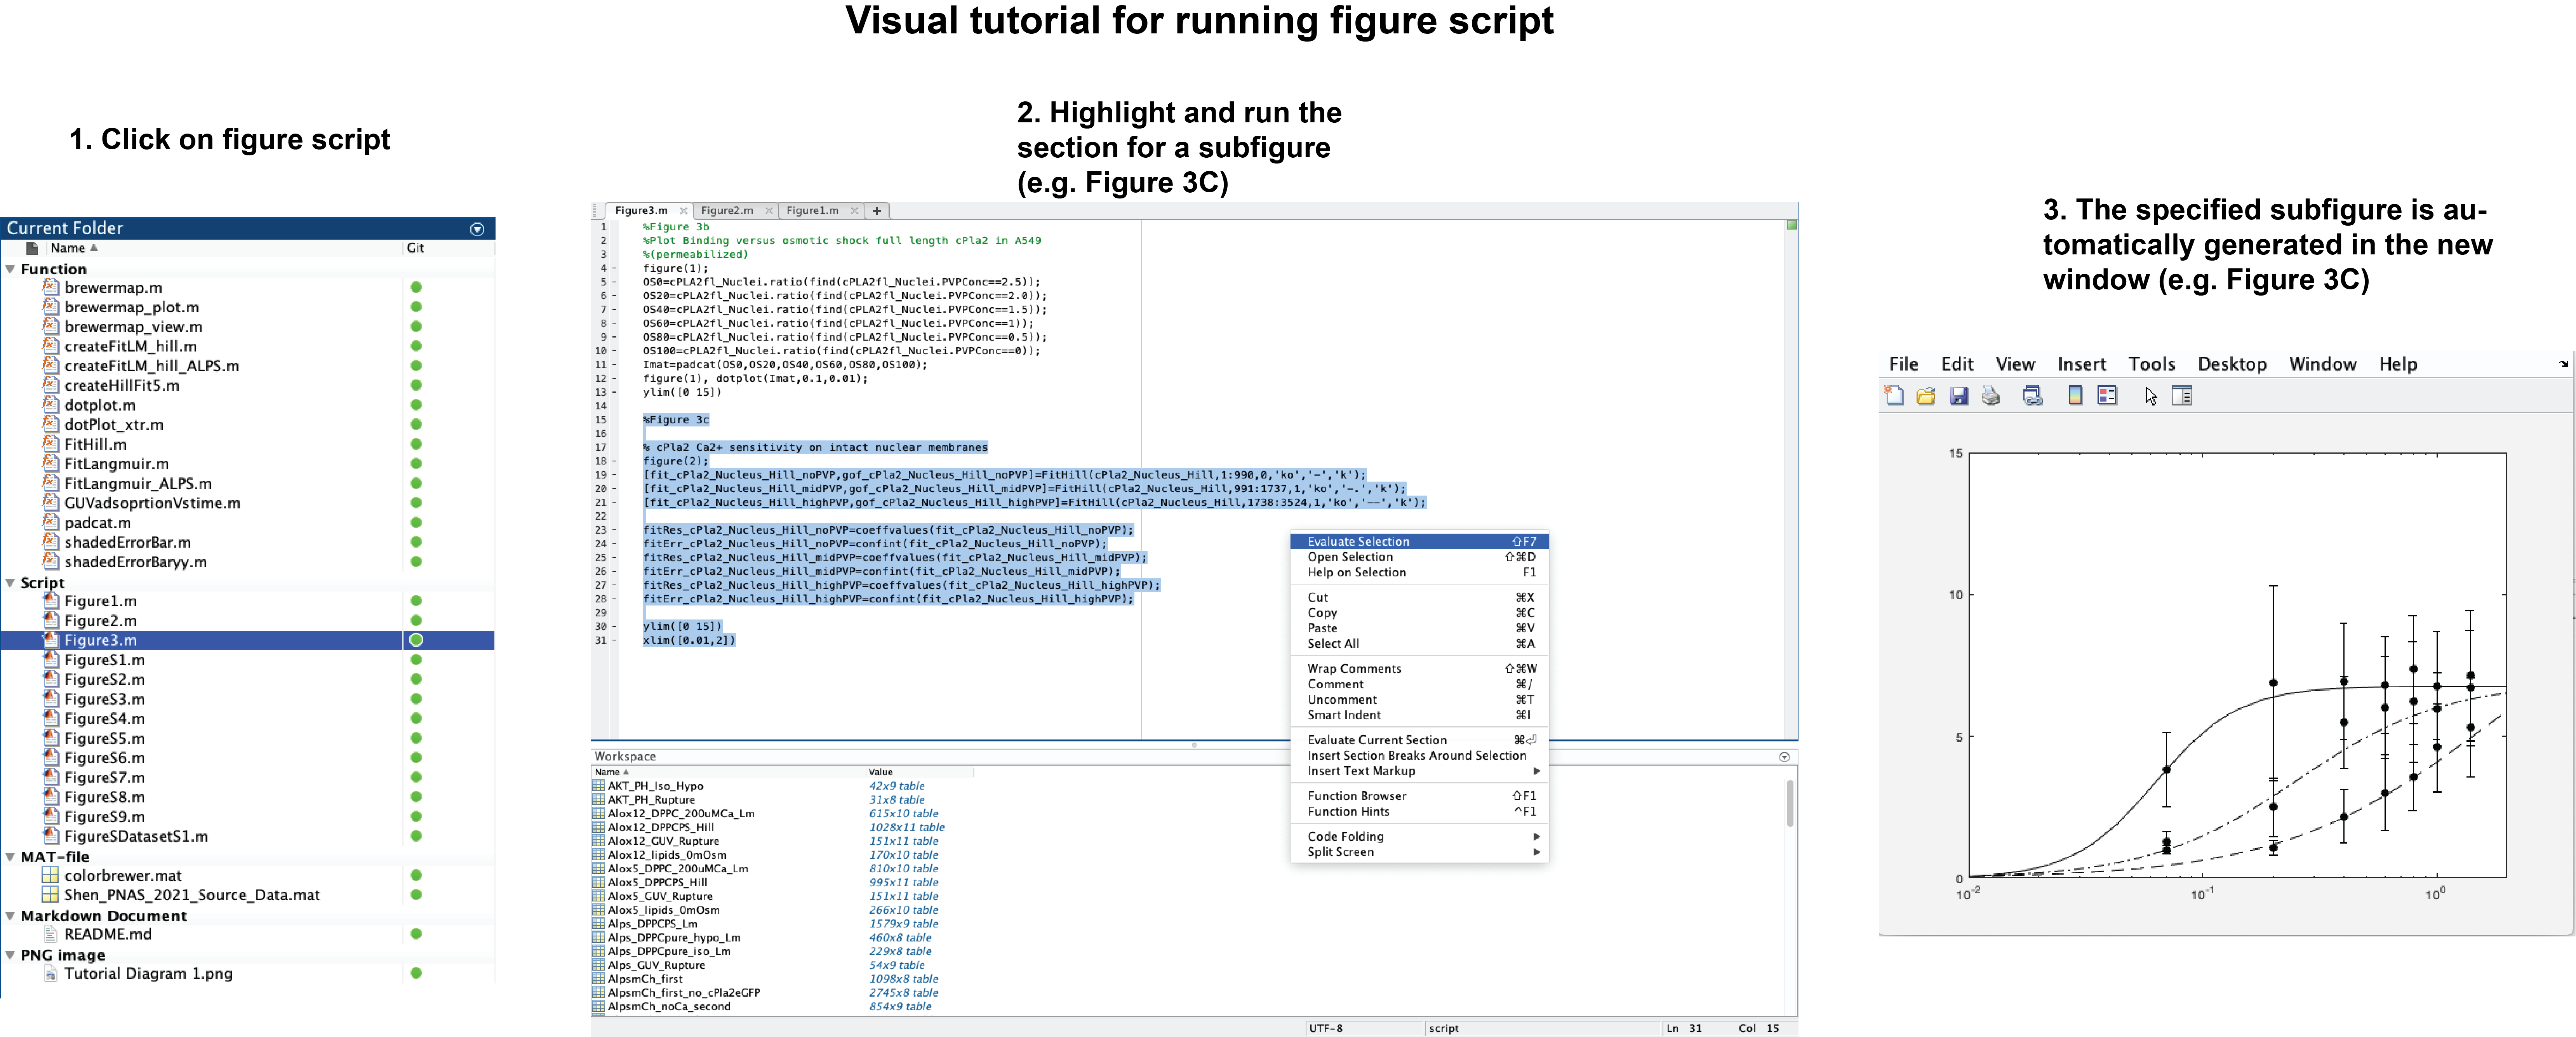 Visual tutorial for running figure script
1. Click on figure script
2. Highlight and run the
section for a subfigure
(e.g. Figure 3C)
3. The specified subfigure is au-
tomatically generated in the new
window (e.g. Figure 3C)
Current Folder
Name Git
Function
brewermap.m
brewermap_plot.m
brewermap_view.m
createFitLM_hill.m
createFitLM_hill_ALPS.m
createHillFit5.m
dotplot.m
dotPlot_xtr.m
FitHill.m
FitLangmuir.m
FitLangmuir_ALPS.m
GUVadsoprtionVstime.m
padcat.m
shadedErrorBar.m
shadedErrorBaryy.m
Script
Figure1.m
Figure2.m
Figure3.m
FigureS1.m
FigureS2.m
FigureS3.m
FigureS4.m
FigureS5.m
FigureS6.m
FigureS7.m
FigureS8.m
FigureS9.m
FigureSDatasetS1.m
MAT-file
colorbrewer.mat
Shen_PNAS_2021_Source_Data.mat
Markdown Document
README.md
PNG image
Tutorial Diagram 1.png
Figure3.m × Figure2.m × Figure1.m × +
1 %Figure 3b
2 %Plot Binding versus osmotic shock full length cPla2 in A549
3 %(permeabilized)
4 - figure(1);
5 - OS0=cPLA2fl_Nuclei.ratio(find(cPLA2fl_Nuclei.PVPConc==2.5));
6 - OS20=cPLA2fl_Nuclei.ratio(find(cPLA2fl_Nuclei.PVPConc==2.0));
7 - OS40=cPLA2fl_Nuclei.ratio(find(cPLA2fl_Nuclei.PVPConc==1.5));
8 - OS60=cPLA2fl_Nuclei.ratio(find(cPLA2fl_Nuclei.PVPConc==1));
9 - OS80=cPLA2fl_Nuclei.ratio(find(cPLA2fl_Nuclei.PVPConc==0.5));
10 - OS100=cPLA2fl_Nuclei.ratio(find(cPLA2fl_Nuclei.PVPConc==0));
11 - Imat=padcat(OS0,OS20,OS40,OS60,OS80,OS100);
12 - figure(1), dotplot(Imat,0.1,0.01);
13 - ylim([0 15])
14
15 %Figure 3c
16
17 % cPla2 Ca2+ sensitivity on intact nuclear membranes
18 - figure(2);
19 - [fit_cPla2_Nucleus_Hill_noPVP,gof_cPla2_Nucleus_Hill_noPVP]=FitHill(cPla2_Nucleus_Hill,1:990,0,'ko','-','k');
20 - [fit_cPla2_Nucleus_Hill_midPVP,gof_cPla2_Nucleus_Hill_midPVP]=FitHill(cPla2_Nucleus_Hill,991:1737,1,'ko','-.','k');
21 - [fit_cPla2_Nucleus_Hill_highPVP,gof_cPla2_Nucleus_Hill_highPVP]=FitHill(cPla2_Nucleus_Hill,1738:3524,1,'ko','--','k');
22
23 - fitRes_cPla2_Nucleus_Hill_noPVP=coeffvalues(fit_cPla2_Nucleus_Hill_noPVP);
24 - fitErr_cPla2_Nucleus_Hill_noPVP=confint(fit_cPla2_Nucleus_Hill_noPVP);
25 - fitRes_cPla2_Nucleus_Hill_midPVP=coeffvalues(fit_cPla2_Nucleus_Hill_midPVP);
26 - fitErr_cPla2_Nucleus_Hill_midPVP=confint(fit_cPla2_Nucleus_Hill_midPVP);
27 - fitRes_cPla2_Nucleus_Hill_highPVP=coeffvalues(fit_cPla2_Nucleus_Hill_highPVP);
28 - fitErr_cPla2_Nucleus_Hill_highPVP=confint(fit_cPla2_Nucleus_Hill_highPVP);
29
30 - ylim([0 15])
31 - xlim([0.01,2])
Evaluate Selection ⇧F7
Open Selection ⇧⌘D
Help on Selection F1
Cut ⌘X
Copy ⌘C
Paste ⌘V
Select All ⌘A
Wrap Comments ⇧⌘W
Comment ⌘/
Uncomment ⌘T
Smart Indent ⌘I
Evaluate Current Section ⌘⏎
Insert Section Breaks Around Selection
Insert Text Markup
Function Browser ⇧F1
Function Hints ^F1
Code Folding
Split Screen
Workspace
Name Value
AKT_PH_Iso_Hypo 42x9 table
AKT_PH_Rupture 31x8 table
Alox12_DPPC_200uMCa_Lm 615x10 table
Alox12_DPPCPS_Hill 1028x11 table
Alox12_GUV_Rupture 151x11 table
Alox12_lipids_0mOsm 170x10 table
Alox5_DPPC_200uMCa_Lm 810x10 table
Alox5_DPPCPS_Hill 995x11 table
Alox5_GUV_Rupture 151x11 table
Alox5_lipids_0mOsm 266x10 table
Alps_DPPCPS_Lm 1579x9 table
Alps_DPPCpure_hypo_Lm 460x8 table
Alps_DPPCpure_iso_Lm 229x8 table
Alps_GUV_Rupture 54x9 table
AlpsmCh_first 1098x8 table
AlpsmCh_first_no_cPla2eGFP 2745x8 table
AlpsmCh_noCa_second 854x9 table
UTF-8 script Ln 31 Col 15
File Edit View Insert Tools Desktop Window Help
15
10
5
0
10-2 10-1 100